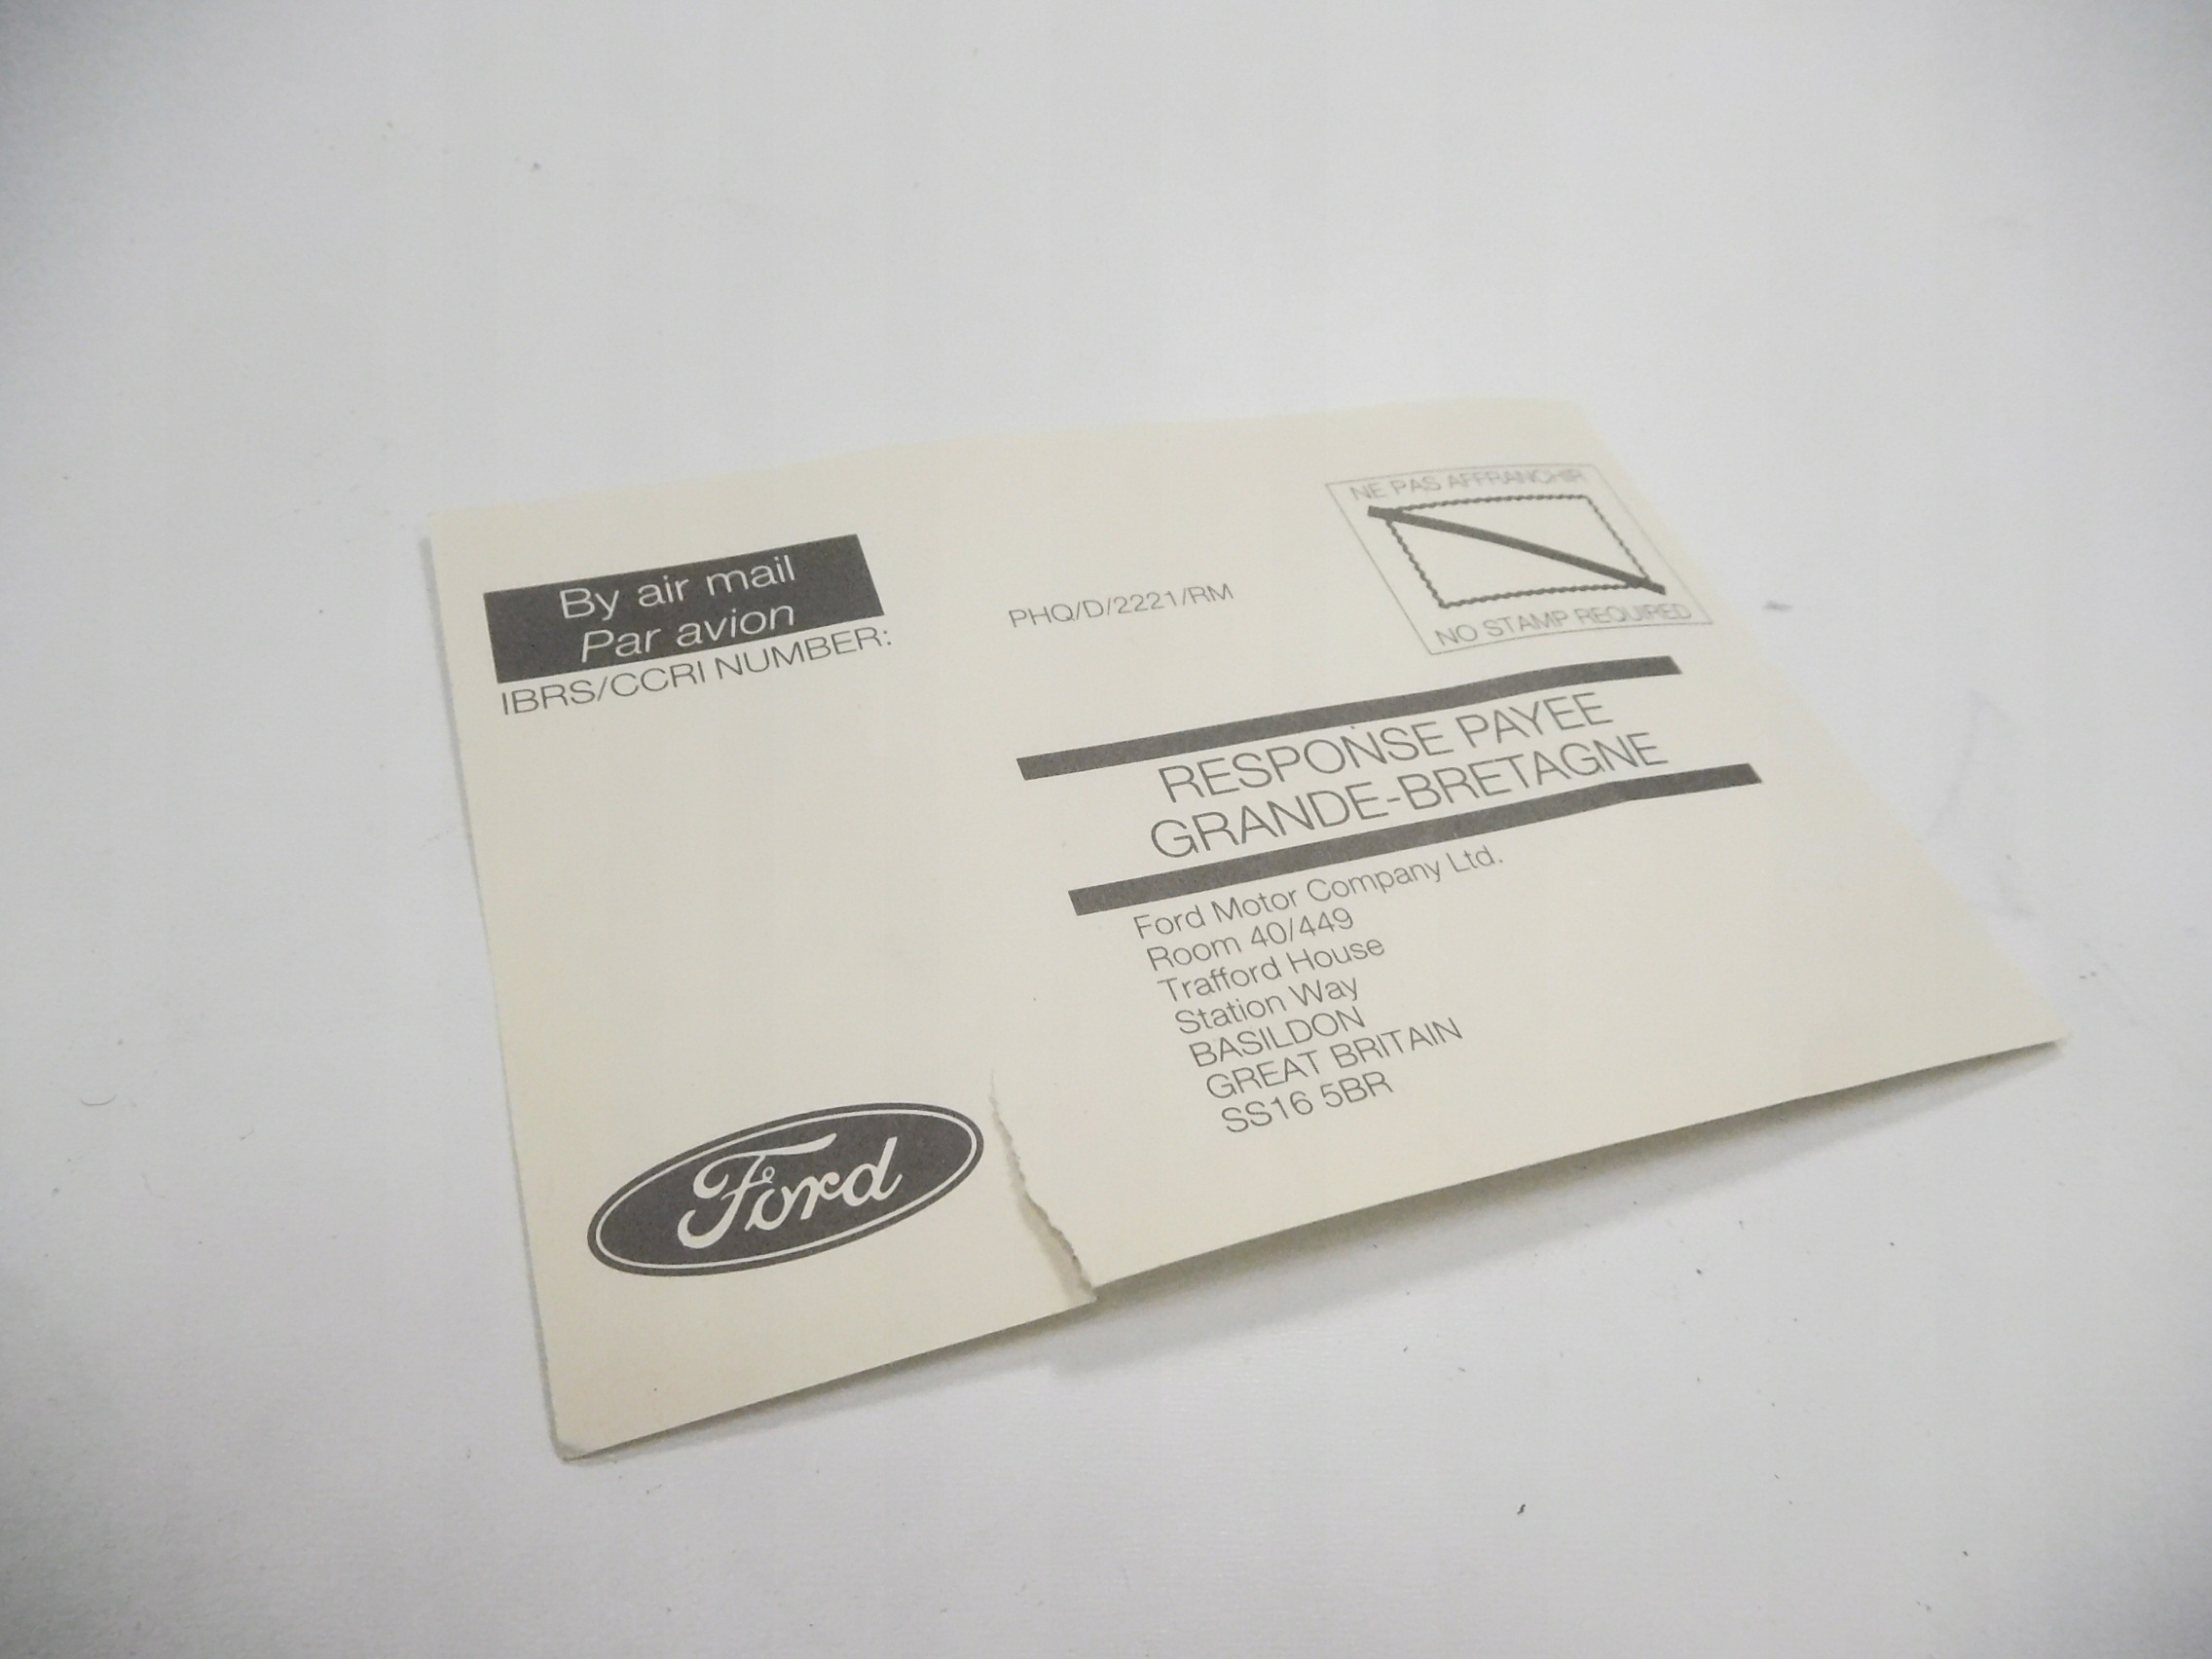 By air mail
Par avion
IBRS/CCRI NUMBER:
PHQ/D/2221/RM
NE PAS AFFRANCHIR
NO STAMP REQUIRED
RESPONSE PAYEE
GRANDE-BRETAGNE
Ford Motor Company Ltd.
Room 40/449
Trafford House
Station Way
BASILDON
GREAT BRITAIN
SS16 5BR
Ford